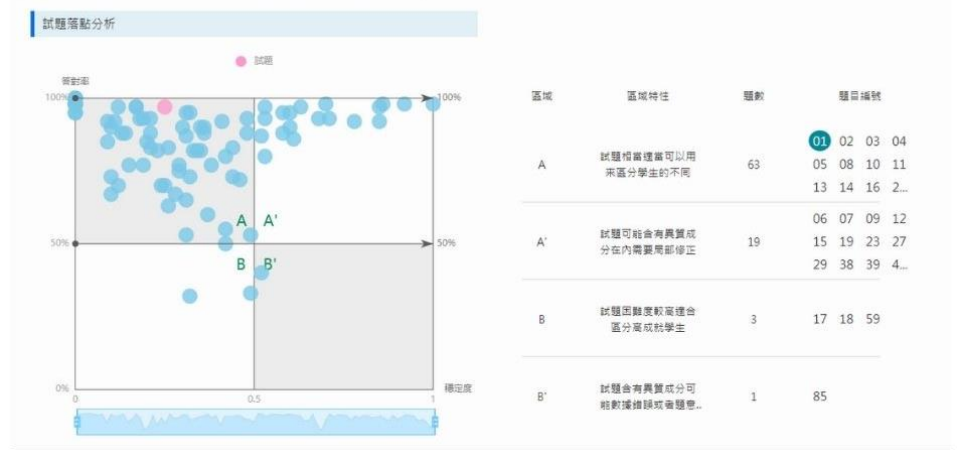 試題落點分析
試題
答對率
100%
100%
A A'
50%
50%
B B'
0%
穩定度
0
0.5
1
區域 區域特性 題數 題目編號
A 試題相當適當可以用來區分學生的不同 63
01 02 03 04
05 08 10 11
13 14 16 2...
A' 試題可能含有異質成分在內需要局部修正 19
06 07 09 12
15 19 23 27
29 38 39 4...
B 試題困難度較高適合區分高成就學生 3
17 18 59
B' 試題含有異質成分可能數據錯誤或者題意... 1
85